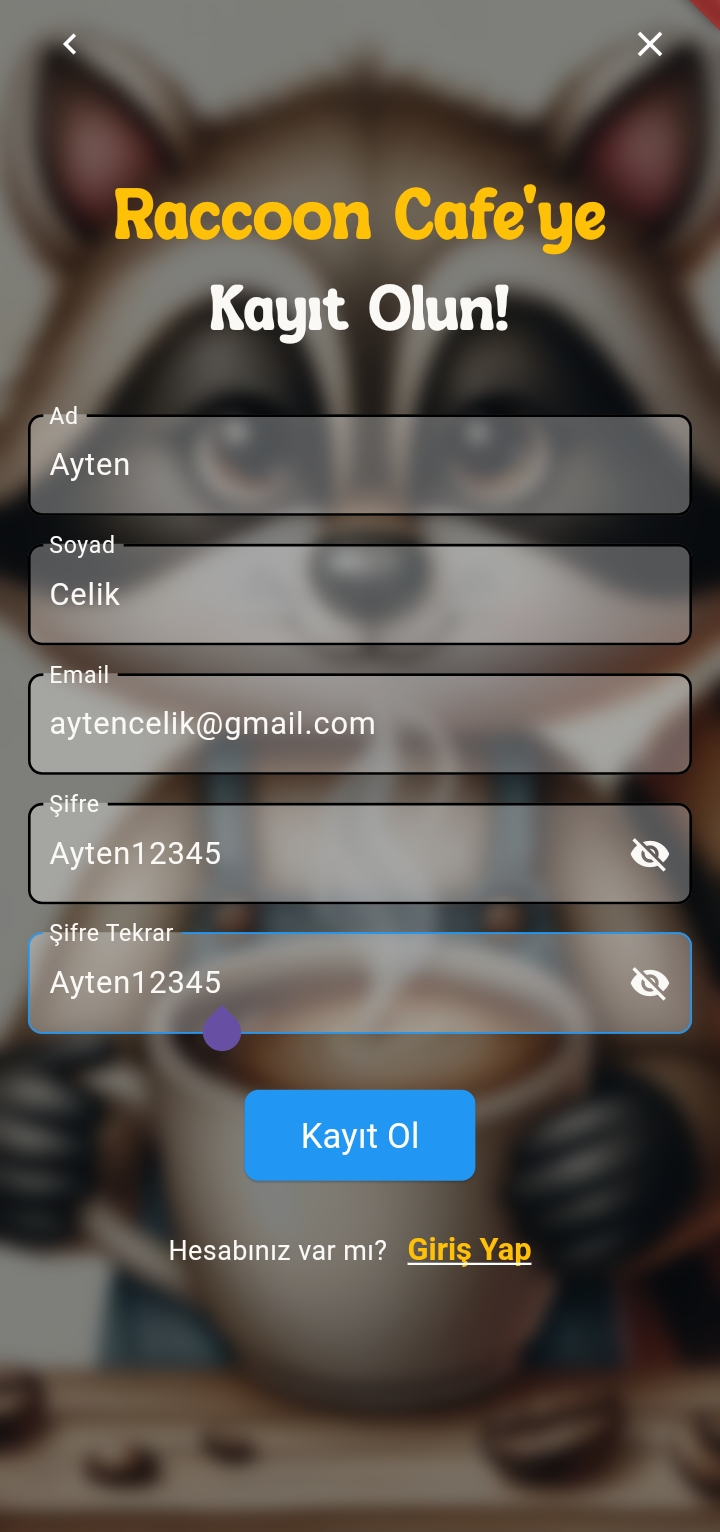 Raccoon Cafe'ye
Kayıt Olun!
Ad
Ayten
Soyad
Celik
Email
aytencelik@gmail.com
Şifre
Ayten12345
Şifre Tekrar
Ayten12345
Kayıt Ol
Hesabınız var mı? Giriş Yap